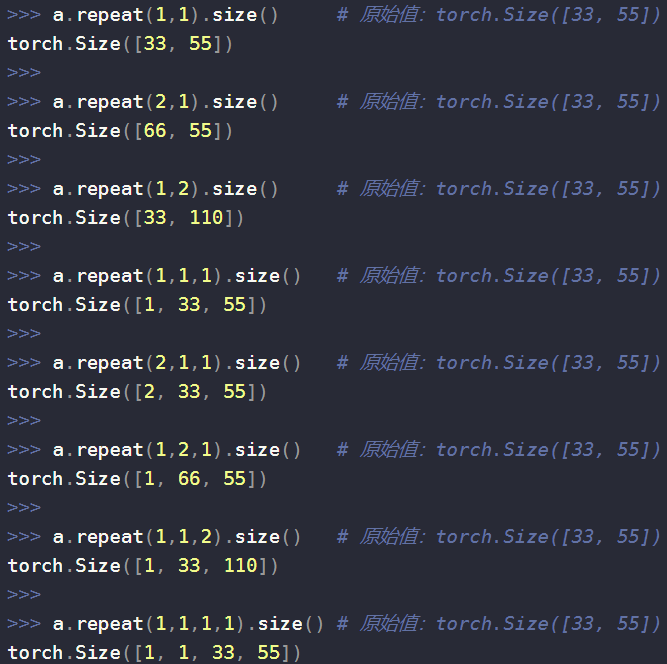 >>> a.repeat(1,1).size()     # 原始值: torch.Size([33, 55])
torch.Size([33, 55])
>>>
>>> a.repeat(2,1).size()     # 原始值: torch.Size([33, 55])
torch.Size([66, 55])
>>>
>>> a.repeat(1,2).size()     # 原始值: torch.Size([33, 55])
torch.Size([33, 110])
>>>
>>> a.repeat(1,1,1).size()   # 原始值: torch.Size([33, 55])
torch.Size([1, 33, 55])
>>>
>>> a.repeat(2,1,1).size()   # 原始值: torch.Size([33, 55])
torch.Size([2, 33, 55])
>>>
>>> a.repeat(1,2,1).size()   # 原始值: torch.Size([33, 55])
torch.Size([1, 66, 55])
>>>
>>> a.repeat(1,1,2).size()   # 原始值: torch.Size([33, 55])
torch.Size([1, 33, 110])
>>>
>>> a.repeat(1,1,1,1).size() # 原始值: torch.Size([33, 55])
torch.Size([1, 1, 33, 55])